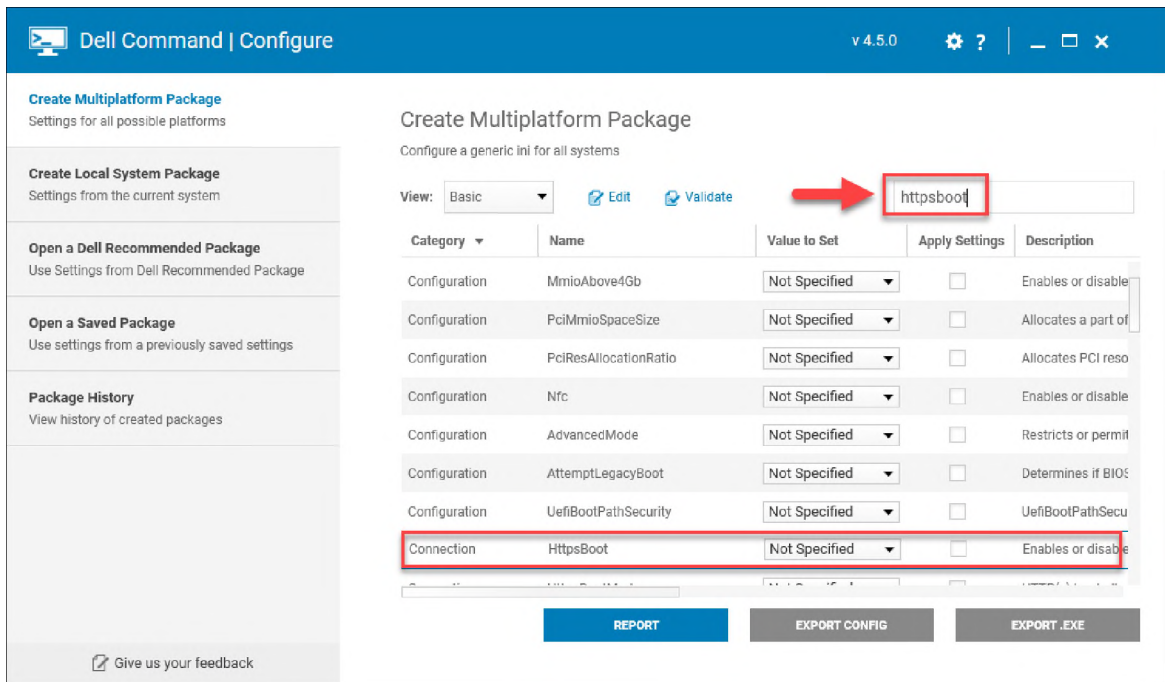 Dell Command | Configure
v 4.5.0
?
Create Multiplatform Package
Settings for all possible platforms
Create Local System Package
Settings from the current system
Open a Dell Recommended Package
Use Settings from Dell Recommended Package
Open a Saved Package
Use settings from a previously saved settings
Package History
View history of created packages
Give us your feedback
Create Multiplatform Package
Configure a generic ini for all systems
View: Basic Edit Validate httpsboot
Category Name Value to Set Apply Settings Description
Configuration MmioAbove4Gb Not Specified Enables or disable
Configuration PciMmioSpaceSize Not Specified Allocates a part of
Configuration PciResAllocationRatio Not Specified Allocates PCI reso
Configuration Nfc Not Specified Enables or disable
Configuration AdvancedMode Not Specified Restricts or permit
Configuration AttemptLegacyBoot Not Specified Determines if BIOS
Configuration UefiBootPathSecurity Not Specified UefiBootPathSecu
Connection HttpsBoot Not Specified Enables or disable
REPORT EXPORT CONFIG EXPORT .EXE